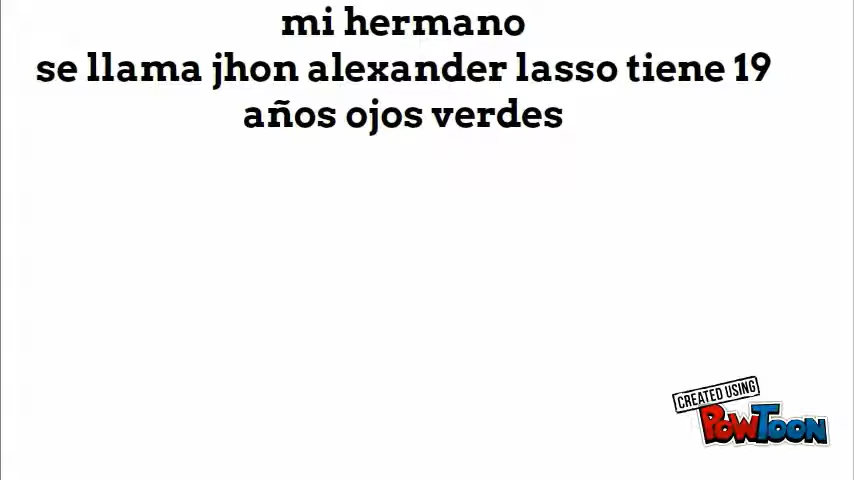 mi hermano
se llama jhon alexander lasso tiene 19
años ojos verdes
CREATED USING
POWTOON